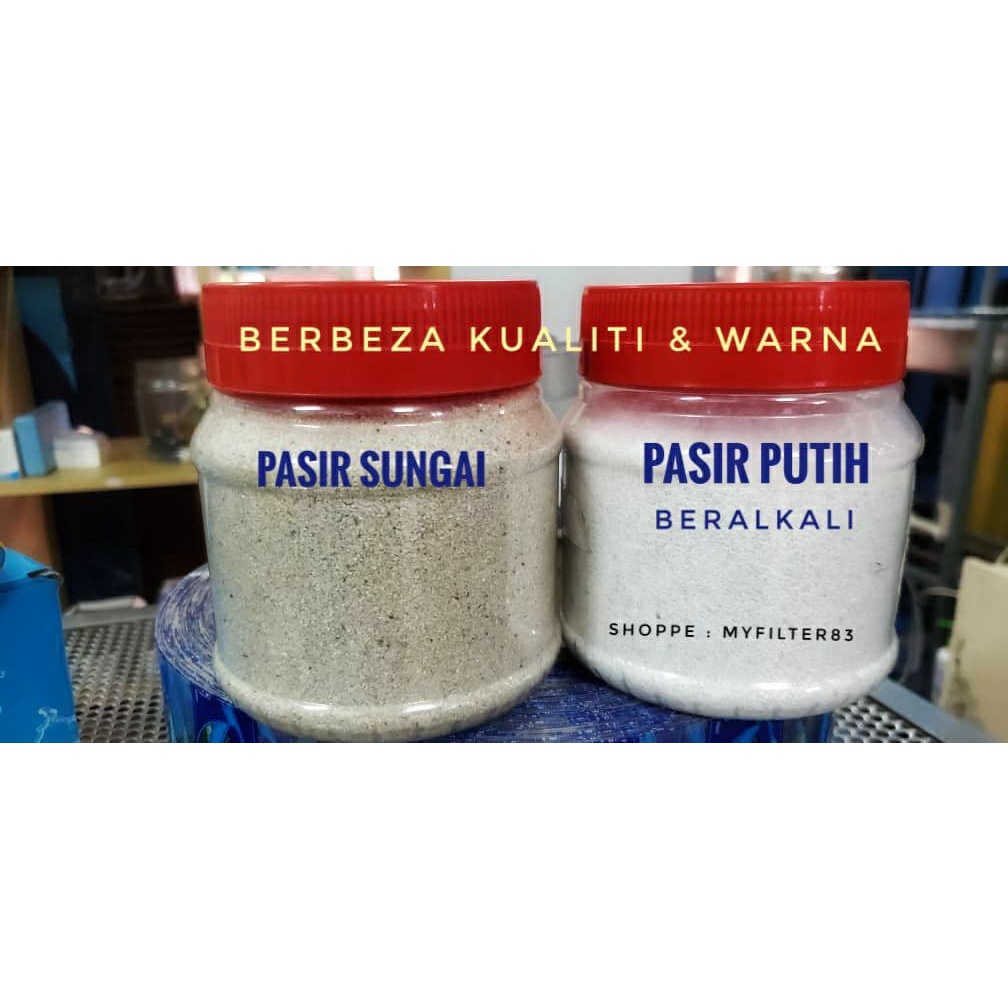 BERBEZA KUALITI & WARNA
PASIR SUNGAI
PASIR PUTIH
BERALKALI
SHOPPE : MYFILTER83